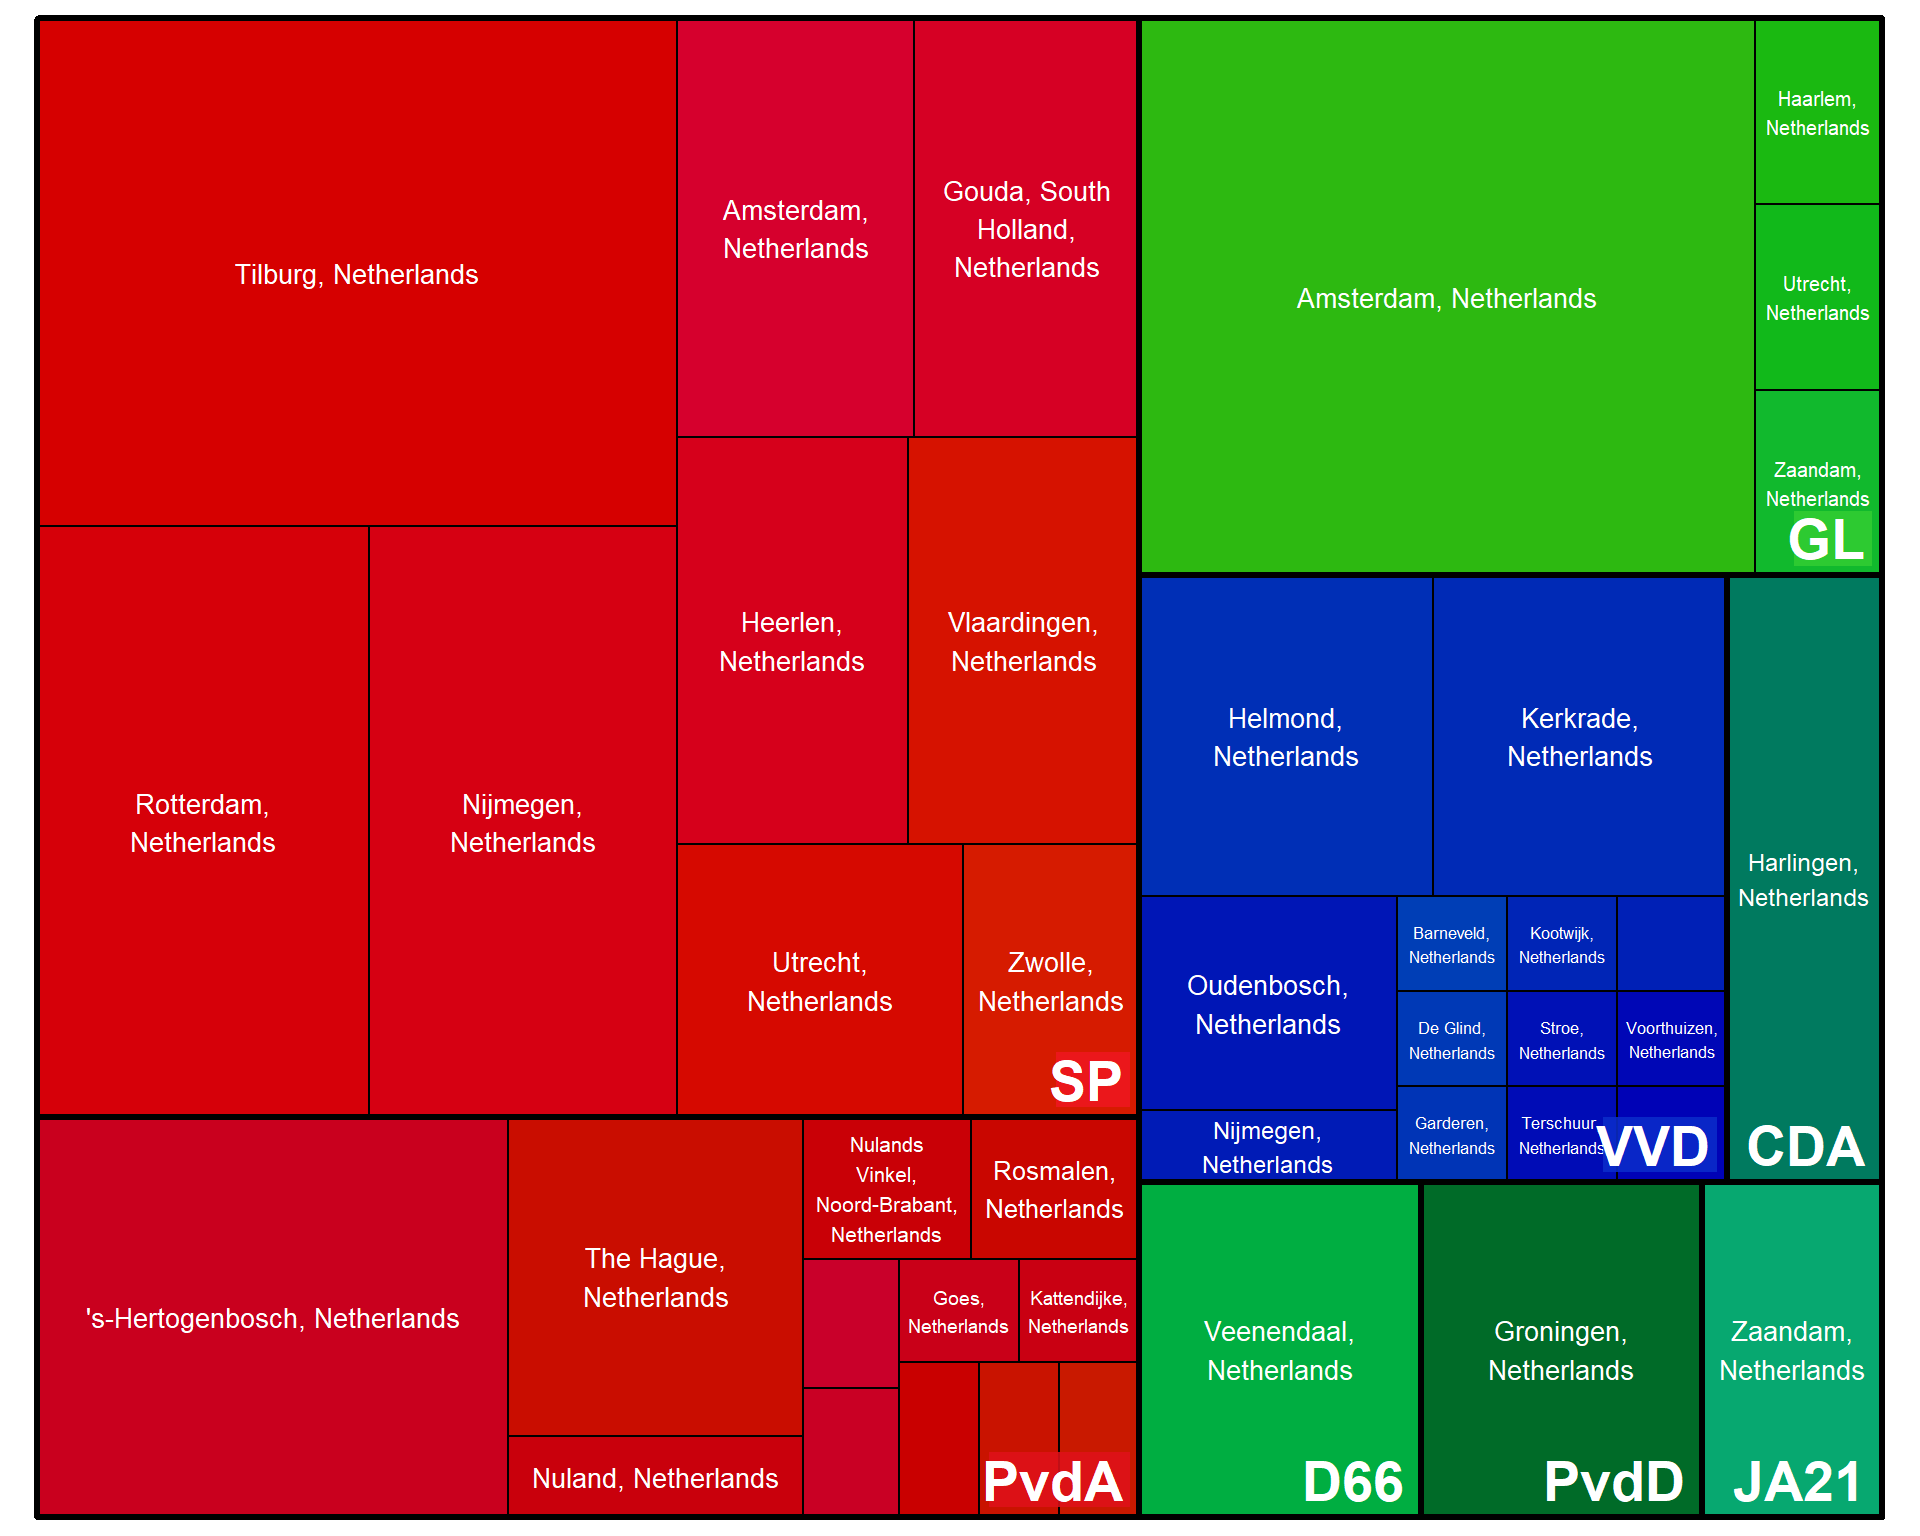 Tilburg, Netherlands
Amsterdam,
Netherlands
Gouda, South
Holland,
Netherlands
Rotterdam,
Netherlands
Nijmegen,
Netherlands
Heerlen,
Netherlands
Vlaardingen,
Netherlands
Utrecht,
Netherlands
Zwolle,
Netherlands
SP
's-Hertogenbosch, Netherlands
The Hague,
Netherlands
Nuland, Netherlands
Nulands
Vinkel,
Noord-Brabant,
Netherlands
Rosmalen,
Netherlands
Goes,
Netherlands
Kattendijke,
Netherlands
PvdA
Amsterdam, Netherlands
Haarlem,
Netherlands
Utrecht,
Netherlands
Zaandam,
Netherlands
GL
Helmond,
Netherlands
Kerkrade,
Netherlands
Oudenbosch,
Netherlands
Nijmegen,
Netherlands
Barneveld,
Netherlands
Kootwijk,
Netherlands
De Glind,
Netherlands
Stroe,
Netherlands
Voorthuizen,
Netherlands
Garderen,
Netherlands
Terschuur,
Netherlands
VVD
Harlingen,
Netherlands
CDA
Veenendaal,
Netherlands
D66
Groningen,
Netherlands
PvdD
Zaandam,
Netherlands
JA21